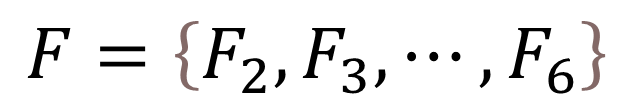 F = {F₂, F₃, ⋯, F₆}